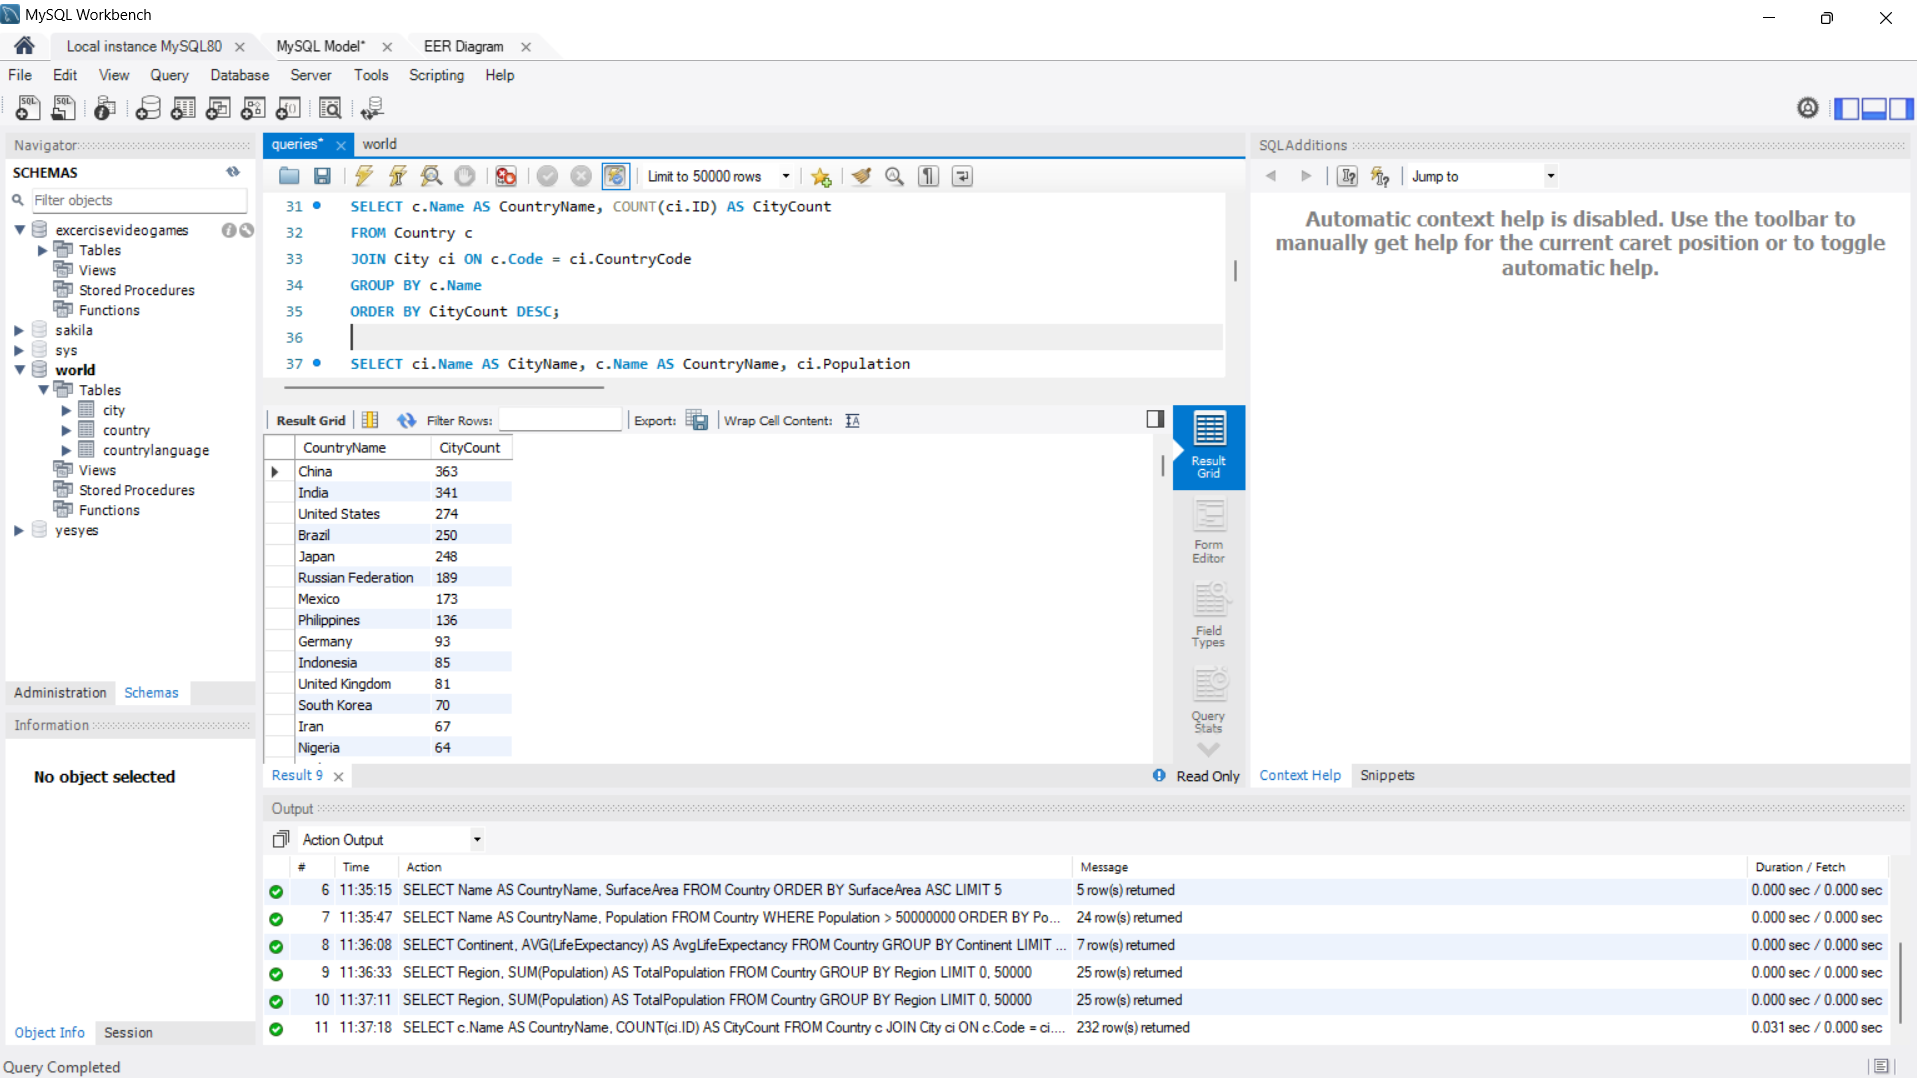 MySQL Workbench
Local instance MySQL80
MySQL Model*
EER Diagram
File Edit View Query Database Server Tools Scripting Help
Navigator
SCHEMAS
Filter objects
excercisevideogames
Tables
Views
Stored Procedures
Functions
sakila
sys
world
Tables
city
country
countrylanguage
Views
Stored Procedures
Functions
yesyes
Administration Schemas
Information
No object selected
Object Info Session
queries* world
Limit to 50000 rows
31 SELECT c.Name AS CountryName, COUNT(ci.ID) AS CityCount
32 FROM Country c
33 JOIN City ci ON c.Code = ci.CountryCode
34 GROUP BY c.Name
35 ORDER BY CityCount DESC;
36
37 SELECT ci.Name AS CityName, c.Name AS CountryName, ci.Population
Result Grid Filter Rows: Export: Wrap Cell Content:
CountryName CityCount
China 363
India 341
United States 274
Brazil 250
Japan 248
Russian Federation 189
Mexico 173
Philippines 136
Germany 93
Indonesia 85
United Kingdom 81
South Korea 70
Iran 67
Nigeria 64
Result Grid
Form Editor
Field Types
Query Stats
Result 9
Read Only
SQLAdditions
Jump to
Automatic context help is disabled. Use the toolbar to
manually get help for the current caret position or to toggle
automatic help.
Context Help Snippets
Output
Action Output
# Time Action Message Duration / Fetch
6 11:35:15 SELECT Name AS CountryName, SurfaceArea FROM Country ORDER BY SurfaceArea ASC LIMIT 5 5 row(s) returned 0.000 sec / 0.000 sec
7 11:35:47 SELECT Name AS CountryName, Population FROM Country WHERE Population > 50000000 ORDER BY Po... 24 row(s) returned 0.000 sec / 0.000 sec
8 11:36:08 SELECT Continent, AVG(LifeExpectancy) AS AvgLifeExpectancy FROM Country GROUP BY Continent LIMIT ... 7 row(s) returned 0.000 sec / 0.000 sec
9 11:36:33 SELECT Region, SUM(Population) AS TotalPopulation FROM Country GROUP BY Region LIMIT 0, 50000 25 row(s) returned 0.000 sec / 0.000 sec
10 11:37:11 SELECT Region, SUM(Population) AS TotalPopulation FROM Country GROUP BY Region LIMIT 0, 50000 25 row(s) returned 0.000 sec / 0.000 sec
11 11:37:18 SELECT c.Name AS CountryName, COUNT(ci.ID) AS CityCount FROM Country c JOIN City ci ON c.Code = ci.... 232 row(s) returned 0.031 sec / 0.000 sec
Query Completed